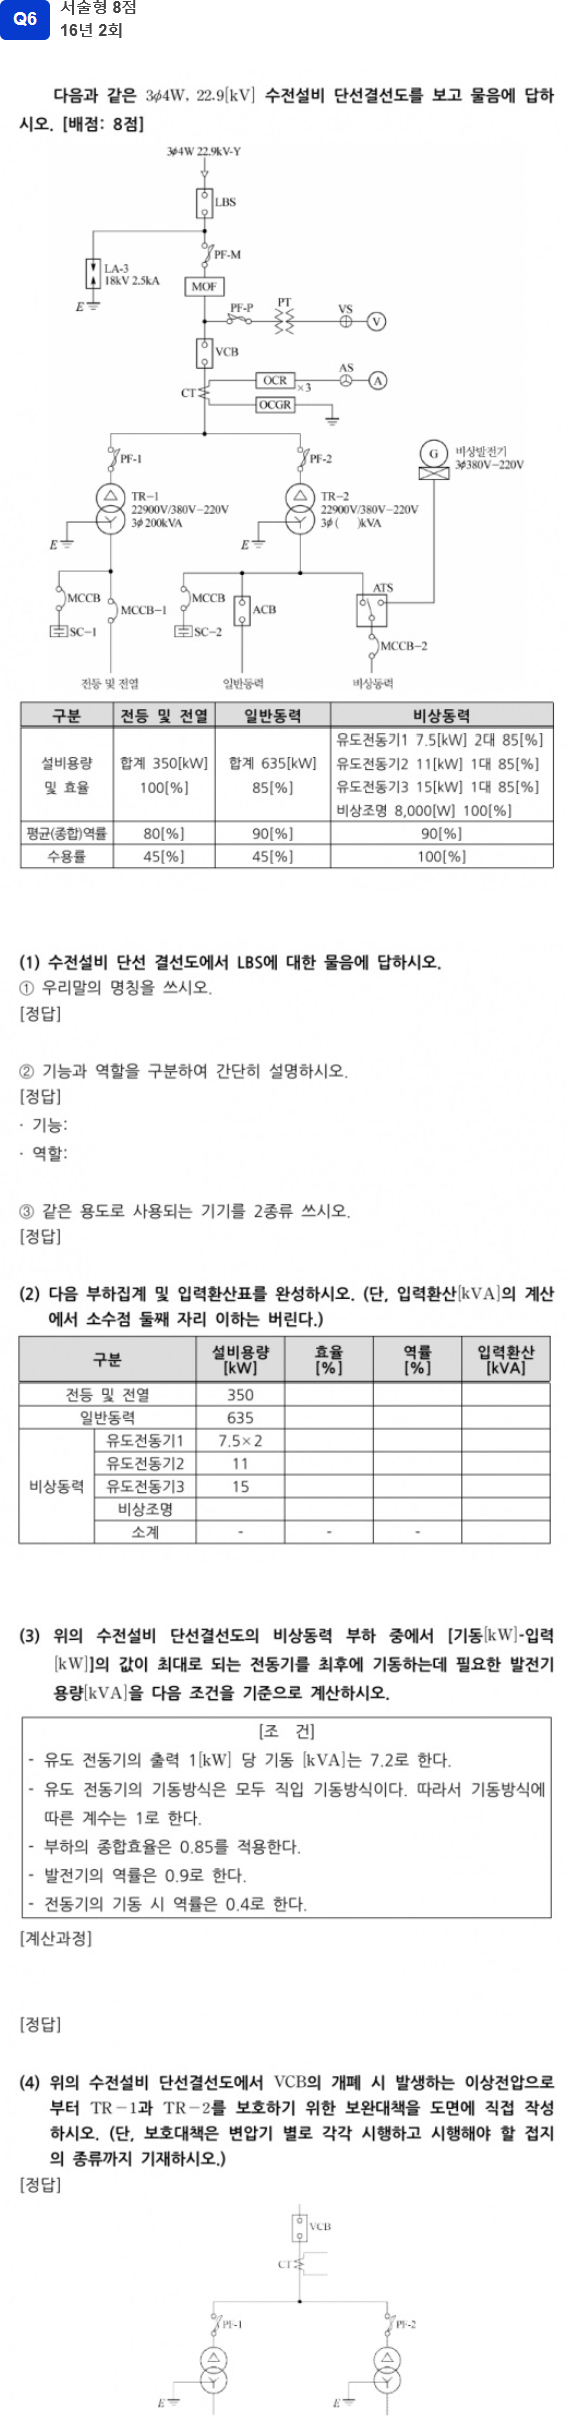 Q6
서술형 8점
16년 2회
다음과 같은 3ø4W, 22.9[kV] 수전설비 단선결선도를 보고 물음에 답하
시오. [배점: 8점]
3ø4W 22.9kV-Y
LBS
PF-M
LA-3
18kV 2.5kA
E
MOF
PF-P
PT
VS
V
VCB
CT
OCR
×3
AS
A
OCGR
PF-1
PF-2
G
비상발전기
3ø380V-220V
TR-1
22900V/380V-220V
3ø 200kVA
E
TR-2
22900V/380V-220V
3ø (     )kVA
E
MCCB
MCCB-1
SC-1
MCCB
SC-2
ACB
ATS
MCCB-2
전등 및 전열
일반동력
비상동력
구분 전등 및 전열 일반동력 비상동력
설비용량
및 효율
합계 350[kW]
100[%]
합계 635[kW]
85[%]
유도전동기1 7.5[kW] 2대 85[%]
유도전동기2 11[kW] 1대 85[%]
유도전동기3 15[kW] 1대 85[%]
비상조명 8,000[W] 100[%]
평균(종합)역률 80[%] 90[%] 90[%]
수용률 45[%] 45[%] 100[%]
(1) 수전설비 단선 결선도에서 LBS에 대한 물음에 답하시오.
① 우리말의 명칭을 쓰시오.
[정답]
② 기능과 역할을 구분하여 간단히 설명하시오.
[정답]
· 기능:
· 역할:
③ 같은 용도로 사용되는 기기를 2종류 쓰시오.
[정답]
(2) 다음 부하집계 및 입력환산표를 완성하시오. (단, 입력환산[kVA]의 계산
에서 소수점 둘째 자리 이하는 버린다.)
구분 설비용량 [kW] 효율 [%] 역률 [%] 입력환산 [kVA]
전등 및 전열 350
일반동력 635
비상동력
유도전동기1 7.5×2
유도전동기2 11
유도전동기3 15
비상조명
소계 - - -
(3) 위의 수전설비 단선결선도의 비상동력 부하 중에서 [기동[kW]-입력
[kW]]의 값이 최대로 되는 전동기를 최후에 기동하는데 필요한 발전기
용량[kVA]을 다음 조건을 기준으로 계산하시오.
[조 건]
- 유도 전동기의 출력 1[kW] 당 기동 [kVA]는 7.2로 한다.
- 유도 전동기의 기동방식은 모두 직입 기동방식이다. 따라서 기동방식에
따른 계수는 1로 한다.
- 부하의 종합효율은 0.85를 적용한다.
- 발전기의 역률은 0.9로 한다.
- 전동기의 기동 시 역률은 0.4로 한다.
[계산과정]
[정답]
(4) 위의 수전설비 단선결선도에서 VCB의 개폐 시 발생하는 이상전압으로
부터 TR-1과 TR-2를 보호하기 위한 보완대책을 도면에 직접 작성
하시오. (단, 보호대책은 변압기 별로 각각 시행하고 시행해야 할 접지
의 종류까지 기재하시오.)
[정답]
VCB
CT
PF-1
PF-2
E
E